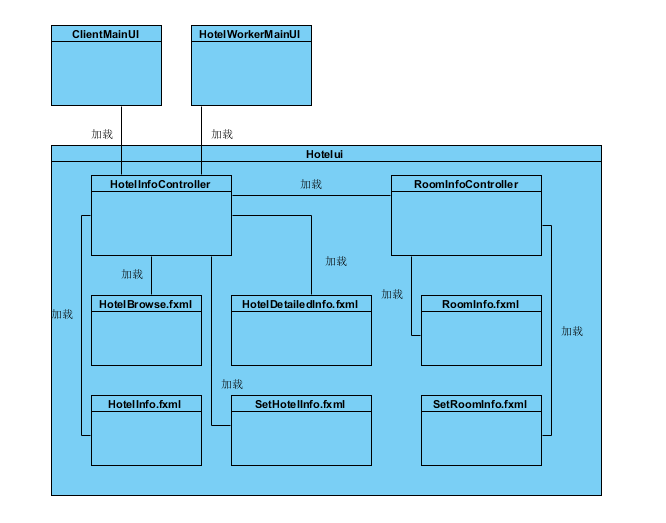 ClientMainUI
HotelWorkerMainUI
加载
加载
Hotelui
HotelInfoController
加载
RoomInfoController
加载
加载
加载
HotelBrowse.fxml
HotelDetailedInfo.fxml
RoomInfo.fxml
加载
加载
加载
HotelInfo.fxml
SetHotelInfo.fxml
SetRoomInfo.fxml